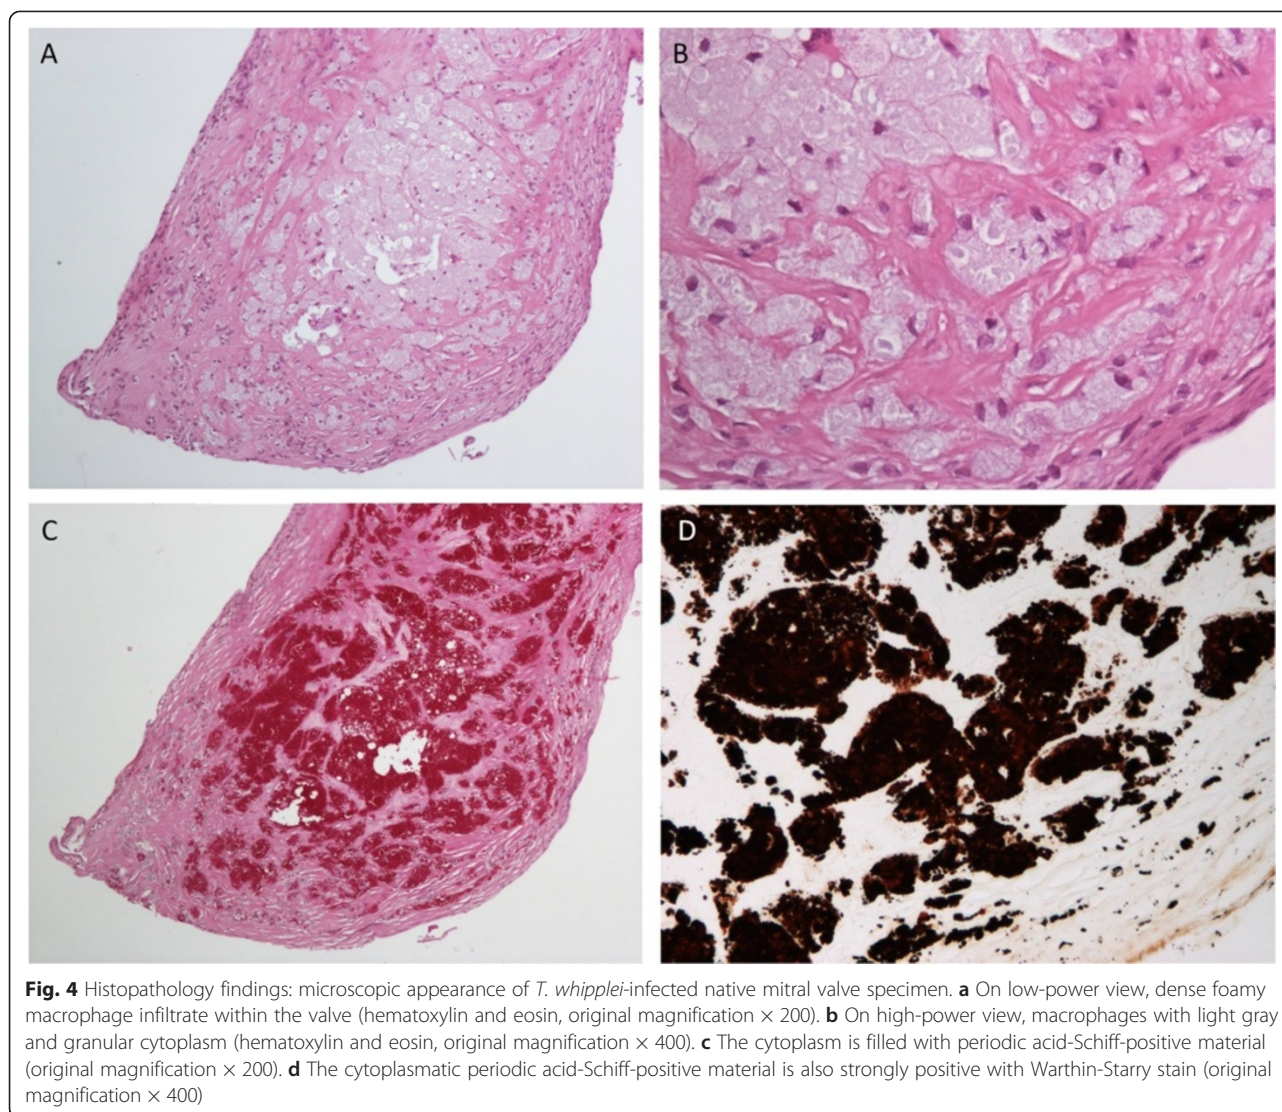 A
B
C
D
Fig. 4 Histopathology findings: microscopic appearance of T. whipplei-infected native mitral valve specimen. a On low-power view, dense foamy
macrophage infiltrate within the valve (hematoxylin and eosin, original magnification × 200). b On high-power view, macrophages with light gray
and granular cytoplasm (hematoxylin and eosin, original magnification × 400). c The cytoplasm is filled with periodic acid-Schiff-positive material
(original magnification × 200). d The cytoplasmatic periodic acid-Schiff-positive material is also strongly positive with Warthin-Starry stain (original
magnification × 400)